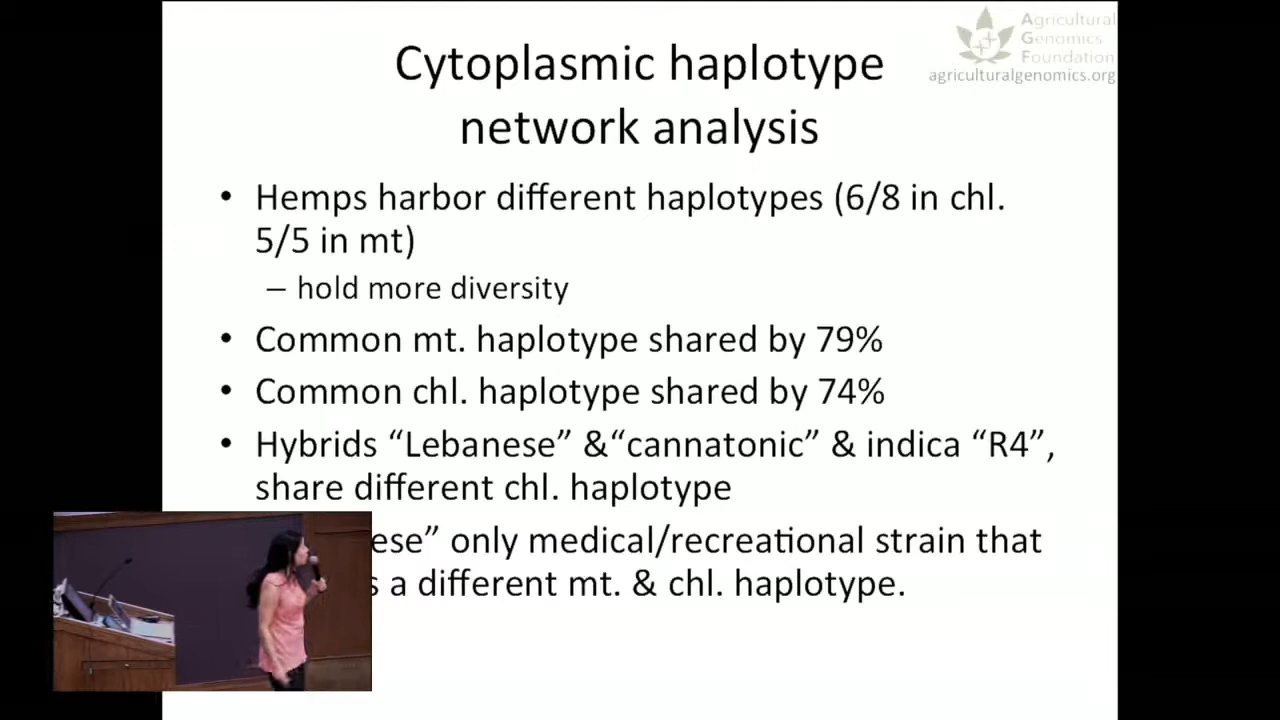 Agricultural
Genomics
Foundation
agriculturalgenomics.org
Cytoplasmic haplotype
network analysis
• Hemps harbor different haplotypes (6/8 in chl.
5/5 in mt)
– hold more diversity
• Common mt. haplotype shared by 79%
• Common chl. haplotype shared by 74%
• Hybrids “Lebanese” &“cannatonic” & indica “R4”,
share different chl. haplotype
ese” only medical/recreational strain that
s a different mt. & chl. haplotype.